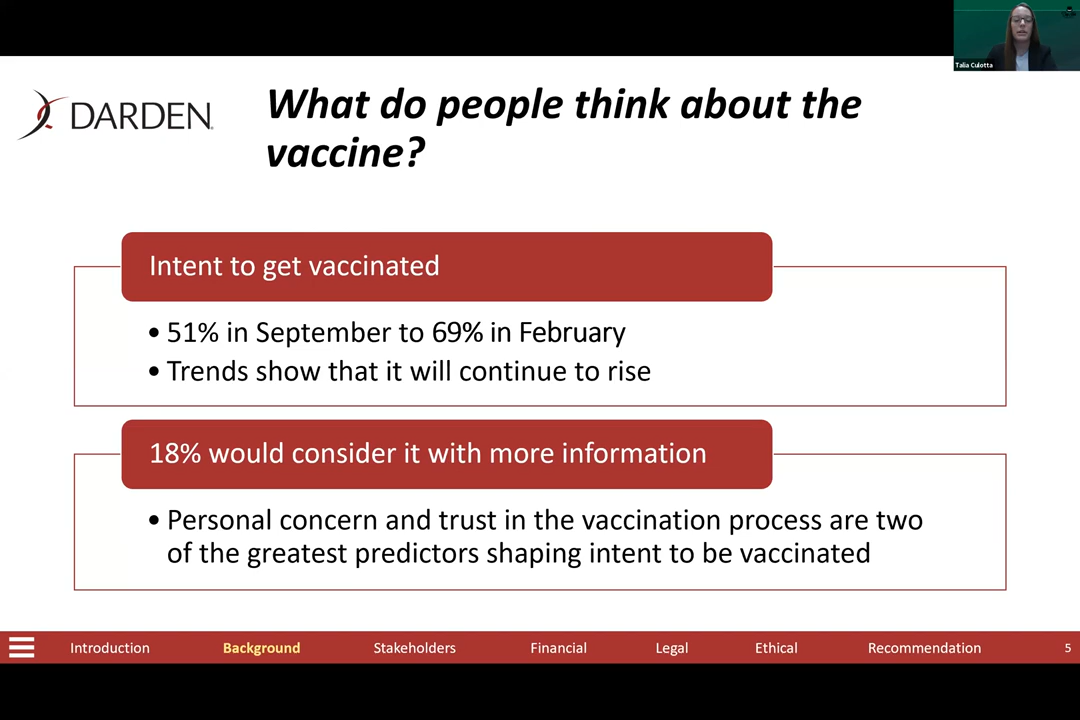 Talia Culotta
DARDEN
What do people think about the
vaccine?
Intent to get vaccinated
• 51% in September to 69% in February
• Trends show that it will continue to rise
18% would consider it with more information
• Personal concern and trust in the vaccination process are two
of the greatest predictors shaping intent to be vaccinated
Introduction Background Stakeholders Financial Legal Ethical Recommendation 5